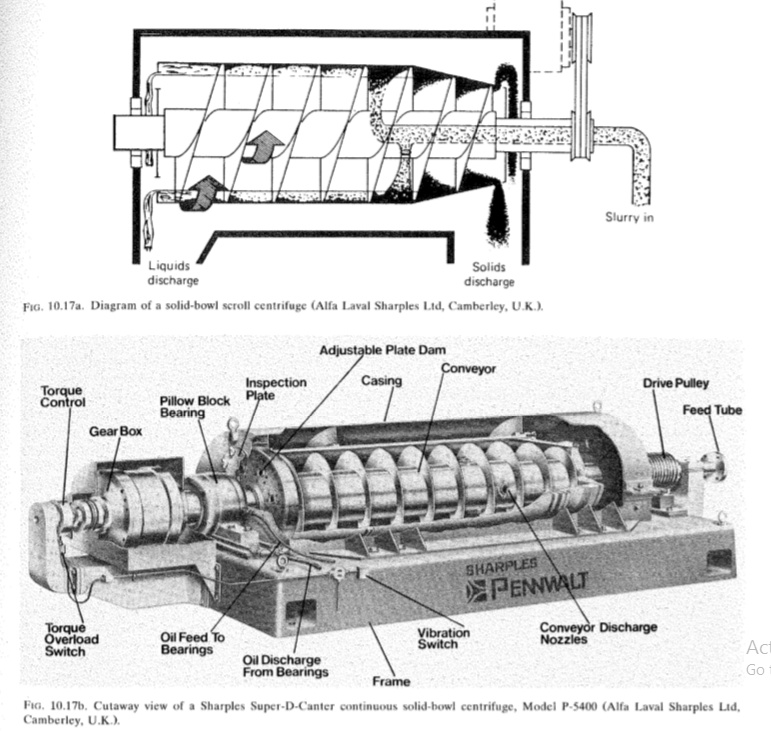 Slurry in
Liquids
discharge
Solids
discharge
FIG. 10.17a. Diagram of a solid-bowl scroll centrifuge (Alfa Laval Sharples Ltd, Camberley, U.K.).
Adjustable Plate Dam
Conveyor
Torque
Control
Inspection
Plate
Casing
Drive Pulley
Pillow Block
Bearing
Feed Tube
Gear Box
SHARPLES
PENNWALT
Torque
Overload
Switch
Oil Feed To
Bearings
Oil Discharge
From Bearings
Vibration
Switch
Conveyor Discharge
Nozzles
Frame
FIG. 10.17b. Cutaway view of a Sharples Super-D-Canter continuous solid-bowl centrifuge, Model P-5400 (Alfa Laval Sharples Ltd,
Camberley, U.K.).
Act
Go t